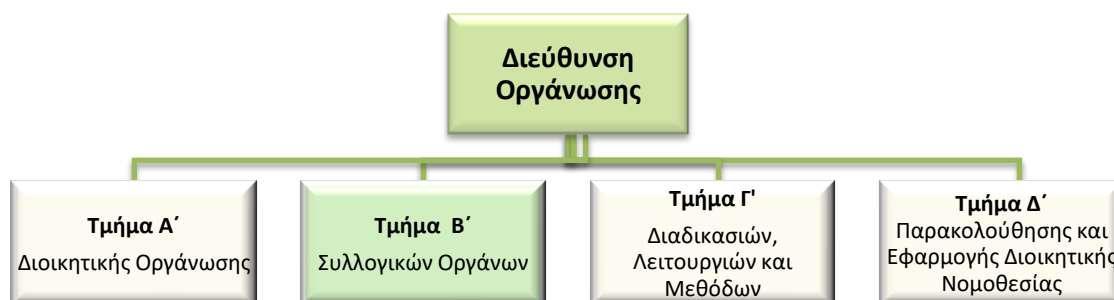 Διεύθυνση
Οργάνωσης
Τμήμα Α΄
Διοικητικής Οργάνωσης
Τμήμα Β΄
Συλλογικών Οργάνων
Τμήμα Γ'
Διαδικασιών,
Λειτουργιών και
Μεθόδων
Τμήμα Δ΄
Παρακολούθησης και
Εφαρμογής Διοικητικής
Νομοθεσίας